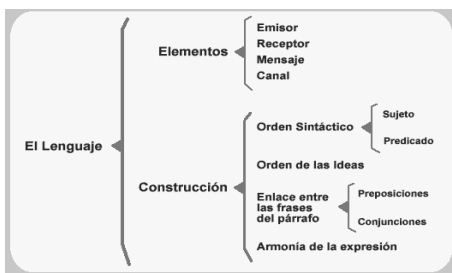 El Lenguaje
Elementos
Emisor
Receptor
Mensaje
Canal
Construcción
Orden Sintáctico
Sujeto
Predicado
Orden de las Ideas
Enlace entre
las frases
del párrafo
Preposiciones
Conjunciones
Armonía de la expresión